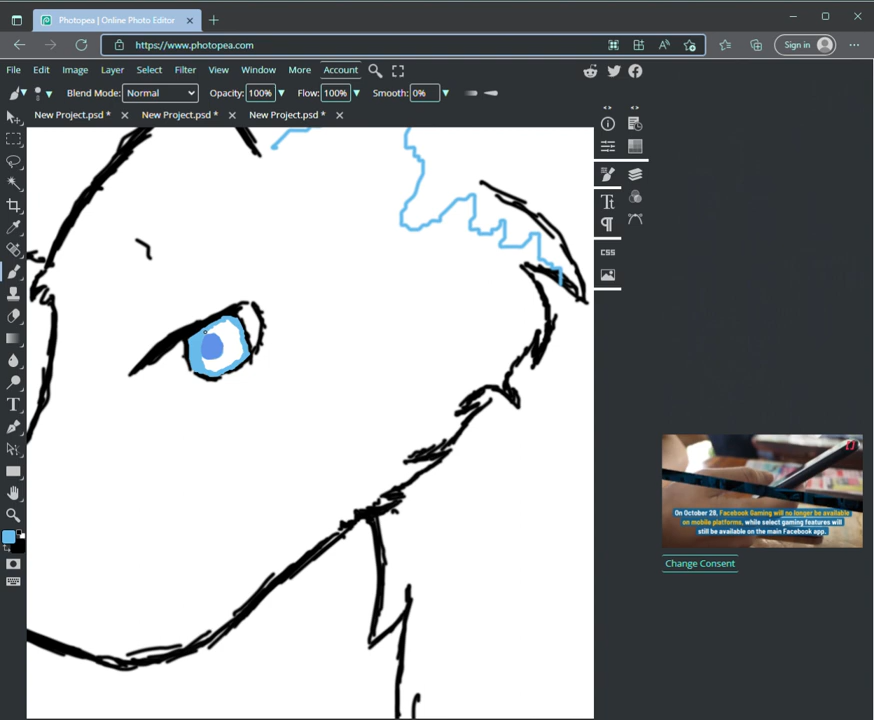 Photopea | Online Photo Editor
https://www.photopea.com
Sign in
File Edit Image Layer Select Filter View Window More Account
Blend Mode: Normal Opacity: 100% Flow: 100% Smooth: 0%
New Project.psd * New Project.psd * New Project.psd *
Tt
CSS
T
On October 28, Facebook Gaming will no longer be available
on mobile platforms, while select gaming features will
still be available on the main Facebook app.
Change Consent